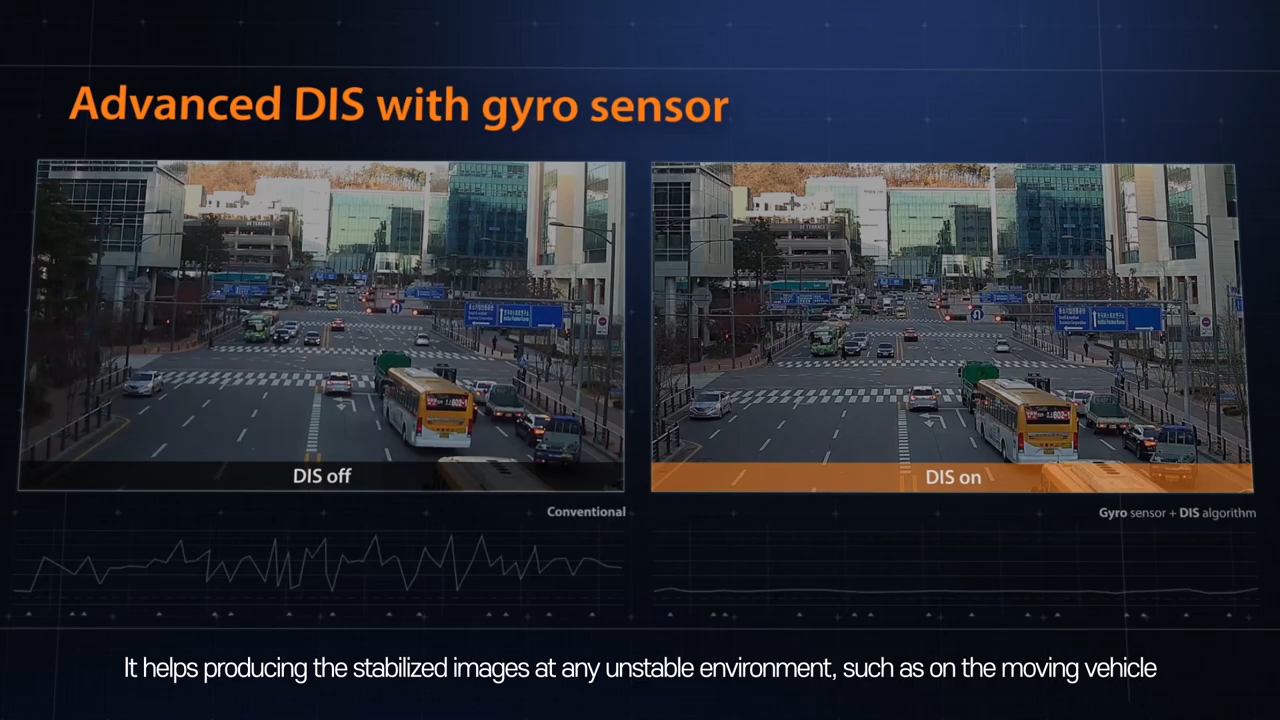 Advanced DIS with gyro sensor
DIS off
DIS on
Conventional
Gyro sensor + DIS algorithm
It helps producing the stabilized images at any unstable environment, such as on the moving vehicle